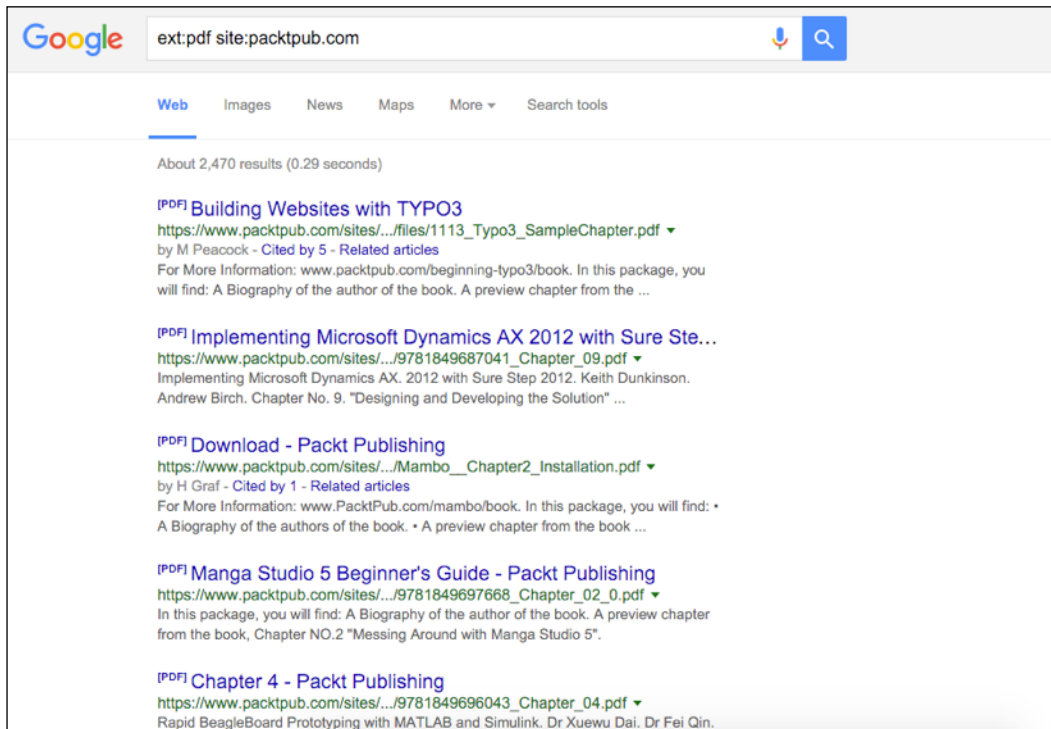 Google
ext:pdf site:packtpub.com
Web Images News Maps More Search tools
About 2,470 results (0.29 seconds)
[PDF] Building Websites with TYPO3
https://www.packtpub.com/sites/.../files/1113_Typo3_SampleChapter.pdf
by M Peacock - Cited by 5 - Related articles
For More Information: www.packtpub.com/beginning-typo3/book. In this package, you
will find: A Biography of the author of the book. A preview chapter from the ...
[PDF] Implementing Microsoft Dynamics AX 2012 with Sure Ste...
https://www.packtpub.com/sites/.../9781849687041_Chapter_09.pdf
Implementing Microsoft Dynamics AX. 2012 with Sure Step 2012. Keith Dunkinson.
Andrew Birch. Chapter No. 9. "Designing and Developing the Solution" ...
[PDF] Download - Packt Publishing
https://www.packtpub.com/sites/.../Mambo__Chapter2_Installation.pdf
by H Graf - Cited by 1 - Related articles
For More Information: www.PacktPub.com/mambo/book. In this package, you will find: •
A Biography of the authors of the book. • A preview chapter from the book ...
[PDF] Manga Studio 5 Beginner's Guide - Packt Publishing
https://www.packtpub.com/sites/.../9781849697668_Chapter_02_0.pdf
In this package, you will find: A Biography of the author of the book. A preview chapter
from the book, Chapter NO.2 "Messing Around with Manga Studio 5".
[PDF] Chapter 4 - Packt Publishing
https://www.packtpub.com/sites/.../9781849696043_Chapter_04.pdf
Rapid BeagleBoard Prototyping with MATLAB and Simulink. Dr Xuewu Dai. Dr Fei Qin.